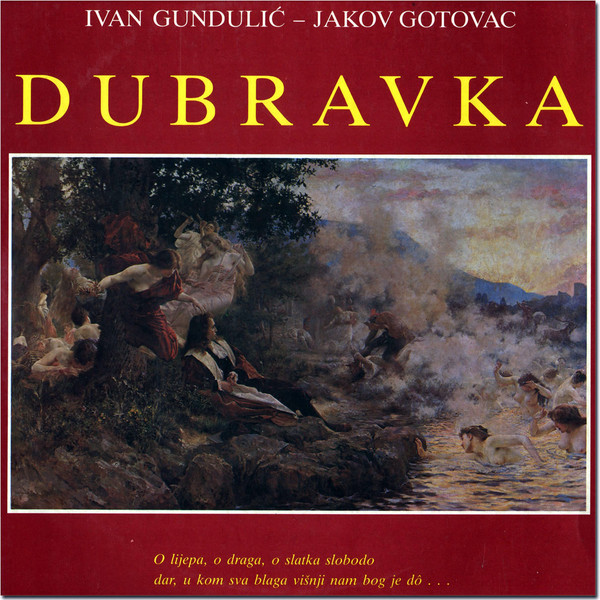 IVAN GUNDULIĆ – JAKOV GOTOVAC
DUBRAVKA
O lijepa, o draga, o slatka slobodo
dar, u kom sva blaga višnji nam bog je dô . . .